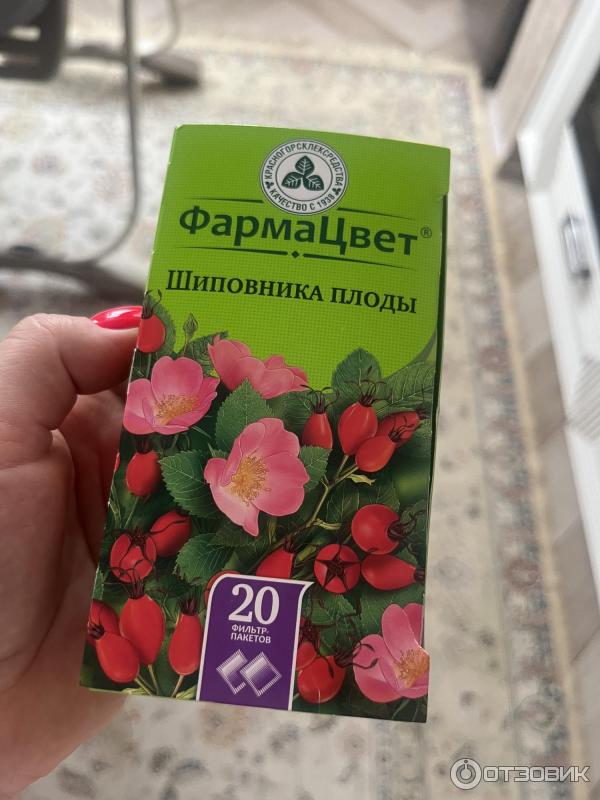 КРАСНОГОРСКЛЕКСРЕДСТВА
КАЧЕСТВО С 1938
ФармаЦвет®
Шиповника плоды
20
ФИЛЬТР-
ПАКЕТОВ
ОТЗОВИК